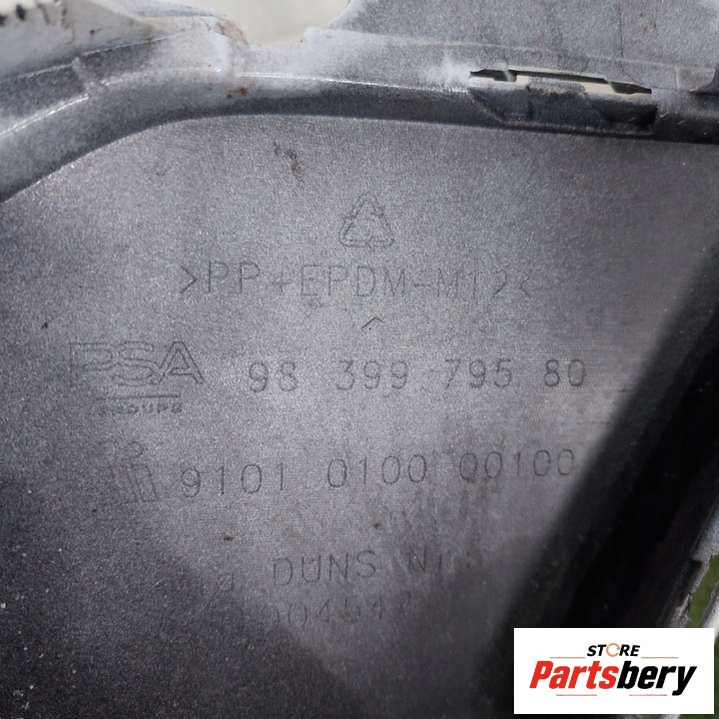 >PP+EPDM-M12<
PSA
GROUPE
98 399 795 80
9101 0100 00100
DUNS
STORE
Partsbery